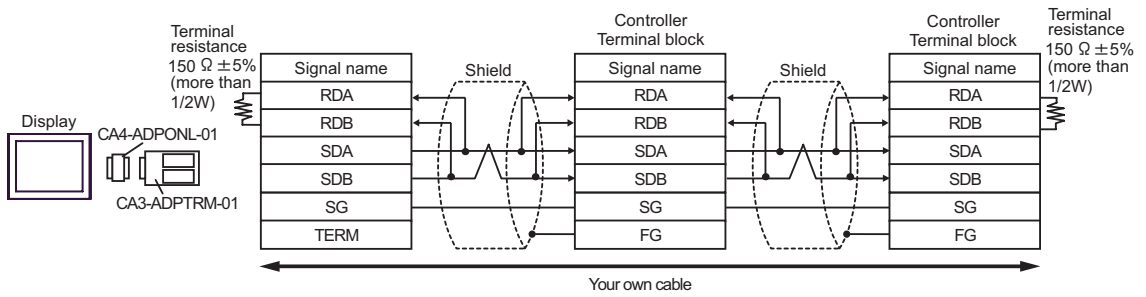 Terminal
resistance
150 Ω ±5%
(more than
1/2W)
Display
CA4-ADPONL-01
CA3-ADPTRM-01
Signal name
RDA
RDB
SDA
SDB
SG
TERM
Shield
Controller
Terminal block
Signal name
RDA
RDB
SDA
SDB
SG
FG
Shield
Controller
Terminal block
Signal name
RDA
RDB
SDA
SDB
SG
FG
Terminal
resistance
150 Ω ±5%
(more than
1/2W)
Your own cable